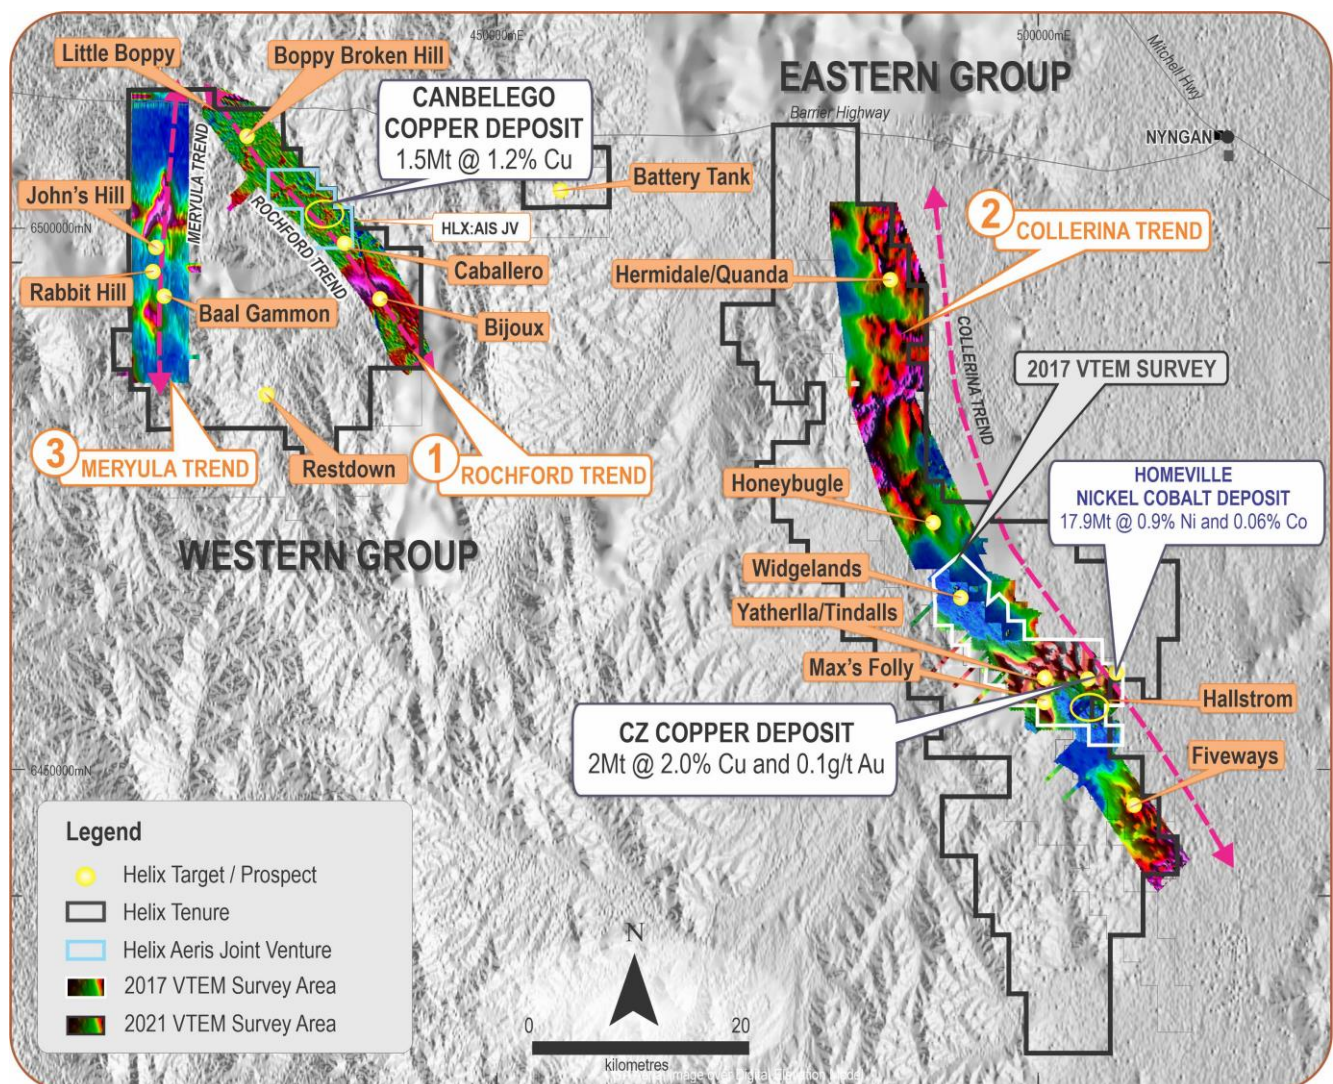 450000mE
500000mE
Mitchell Hwy
Little Boppy
Boppy Broken Hill
EASTERN GROUP
CANBELEGO
COPPER DEPOSIT
1.5Mt @ 1.2% Cu
Barrier Highway
NYNGAN
MERYULA TREND
Battery Tank
John's Hill
ROCHFORD TREND
6500000mN
HLX:AIS JV
2
COLLERINA TREND
Caballero
Hermidale/Quanda
Rabbit Hill
Baal Gammon
Bijoux
COLLERINA TREND
2017 VTEM SURVEY
3
MERYULA TREND
Restdown
1
ROCHFORD TREND
Honeybugle
HOMEVILLE
NICKEL COBALT DEPOSIT
17.9Mt @ 0.9% Ni and 0.06% Co
WESTERN GROUP
Widgelands
Yatherlla/Tindalls
Max's Folly
Hallstrom
CZ COPPER DEPOSIT
2Mt @ 2.0% Cu and 0.1g/t Au
Fiveways
6450000mN
Legend
Helix Target / Prospect
Helix Tenure
Helix Aeris Joint Venture
2017 VTEM Survey Area
2021 VTEM Survey Area
N
0
20
kilometres
Image over Digital Elevation Model